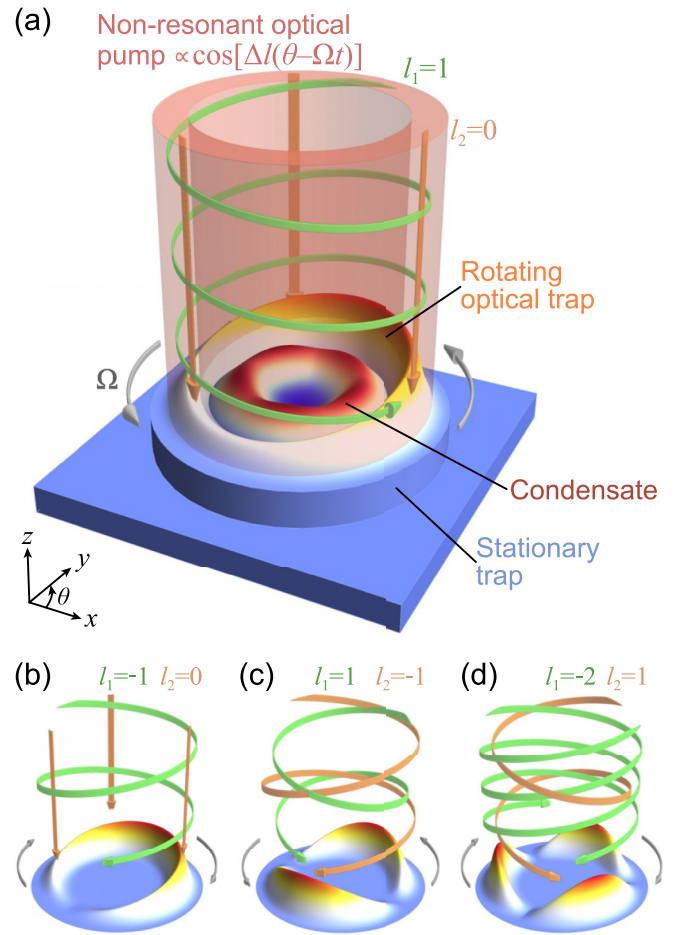 (a)
Non-resonant optical
pump ∝cos[Δl(θ–Ωt)]
l₁=1
l₂=0
Rotating
optical trap
Ω
Condensate
Stationary
trap
z
y
θ
x
(b) l₁=-1 l₂=0
(c) l₁=1 l₂=-1
(d) l₁=-2 l₂=1